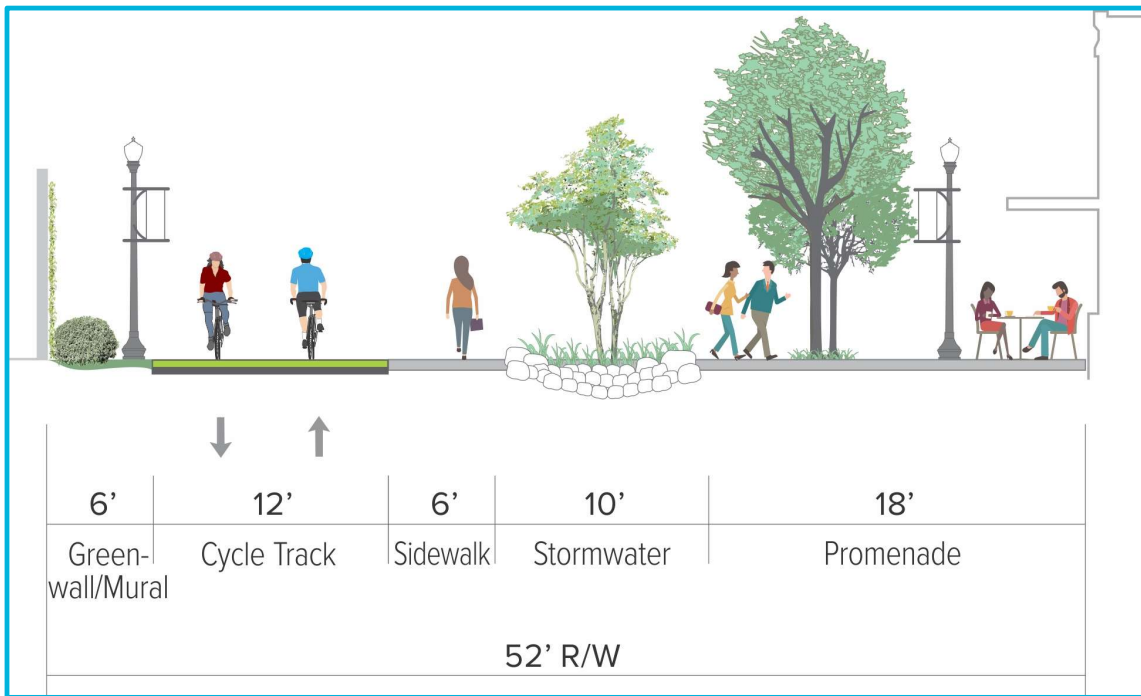 6’ 12’ 6’ 10’ 18’
Green-
wall/Mural
Cycle Track
Sidewalk
Stormwater
Promenade
52’ R/W